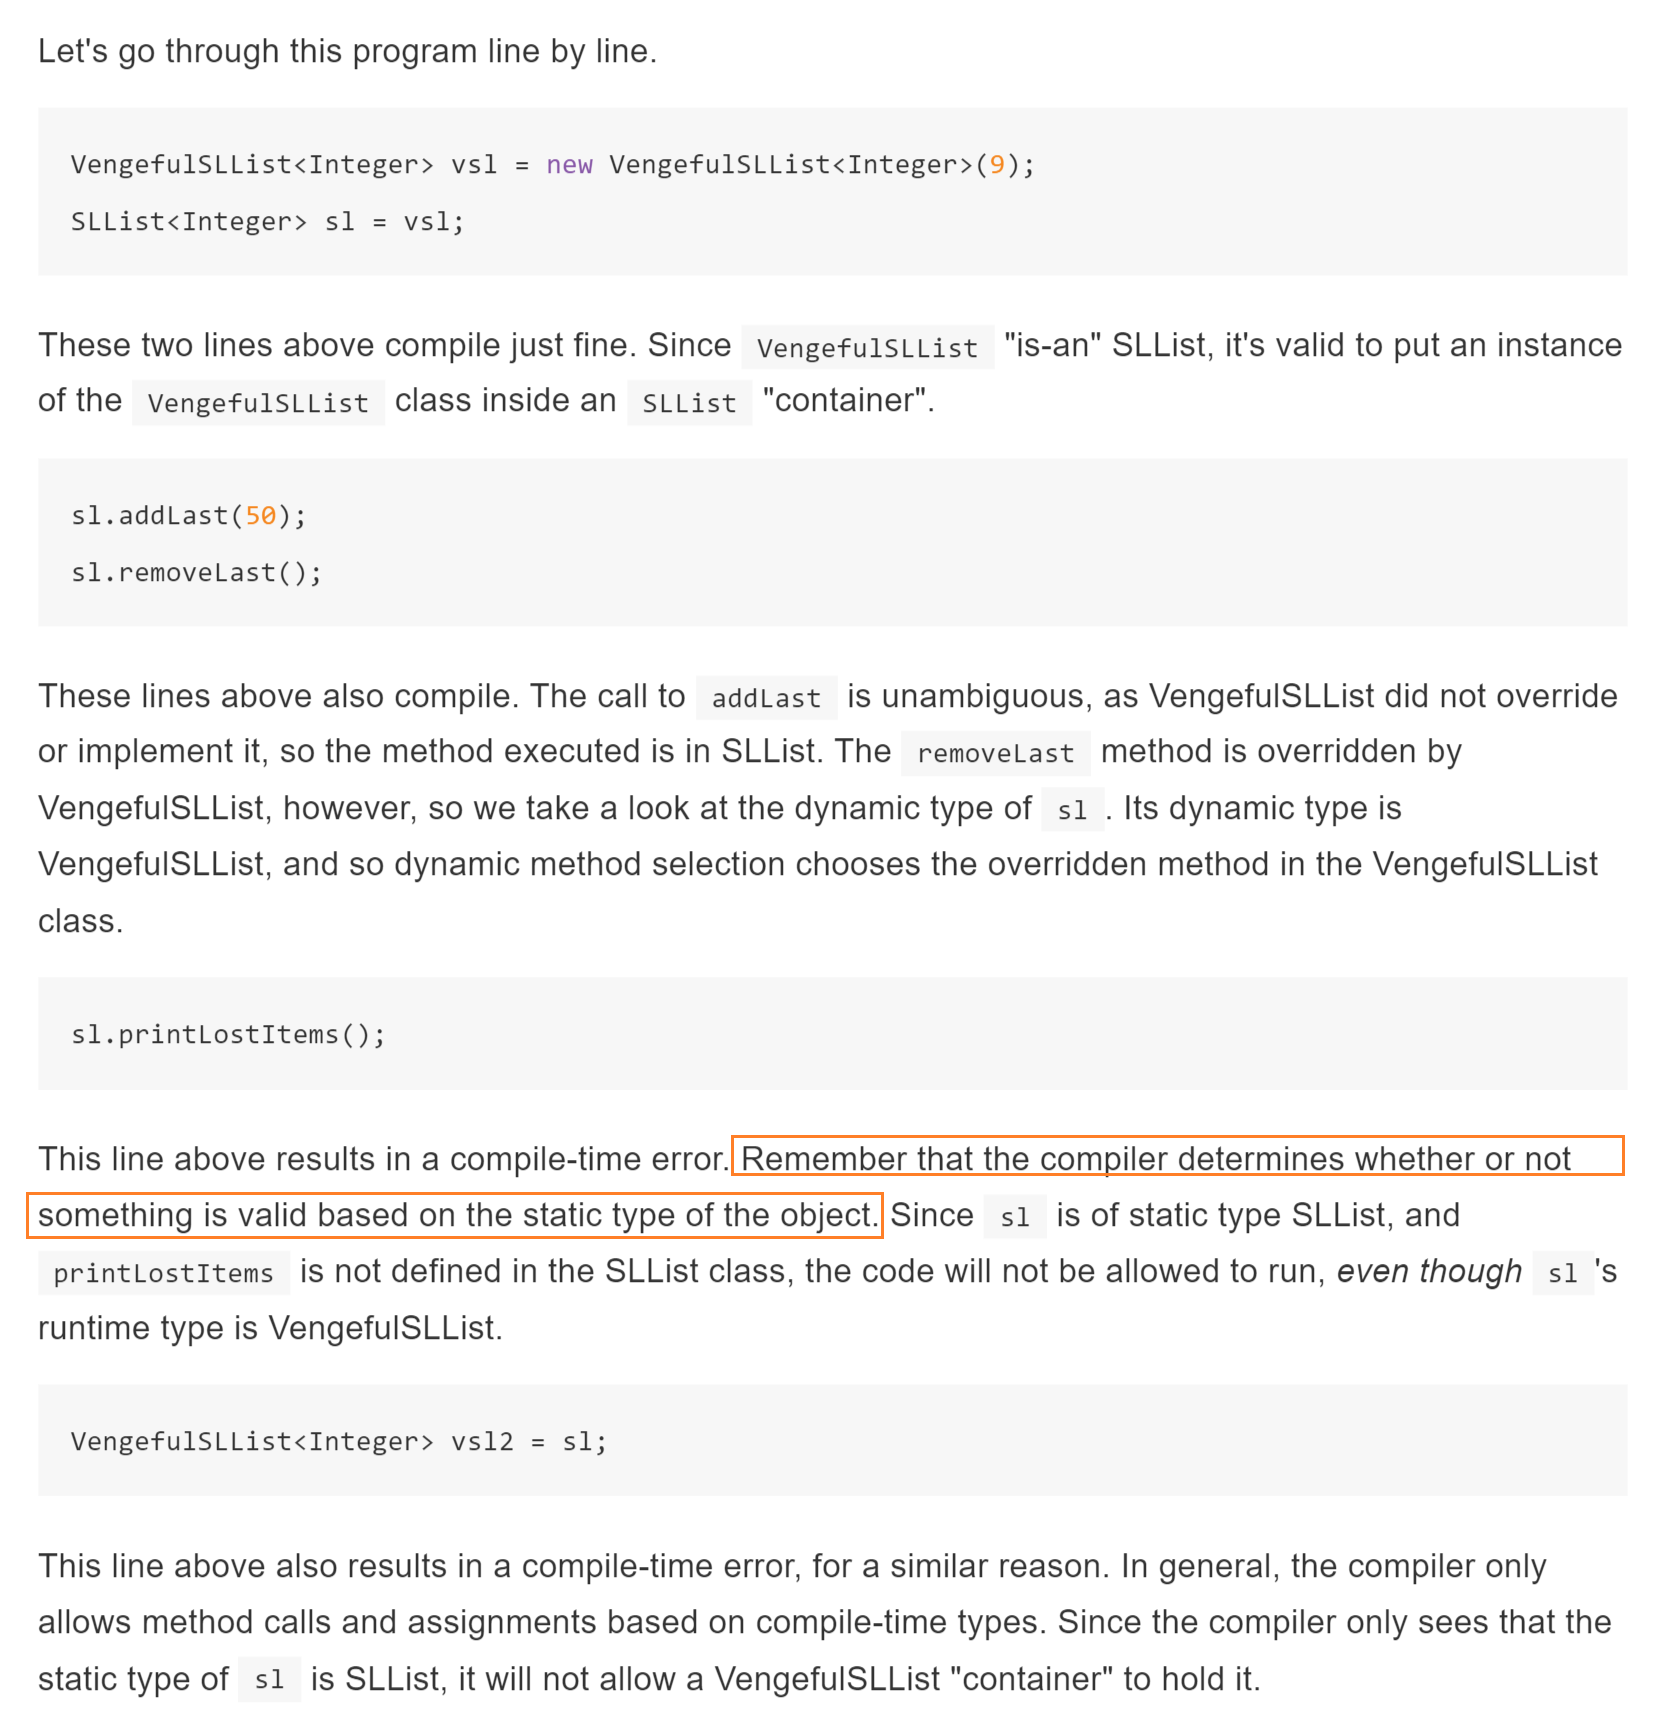 Let's go through this program line by line.
VengefulSLList<Integer> vsl = new VengefulSLList<Integer>(9);
SLList<Integer> sl = vsl;
These two lines above compile just fine. Since VengefulSLList "is-an" SLList, it's valid to put an instance
of the VengefulSLList class inside an SLList "container".
sl.addLast(50);
sl.removeLast();
These lines above also compile. The call to addLast is unambiguous, as VengefulSLList did not override
or implement it, so the method executed is in SLList. The removeLast method is overridden by
VengefulSLList, however, so we take a look at the dynamic type of sl . Its dynamic type is
VengefulSLList, and so dynamic method selection chooses the overridden method in the VengefulSLList
class.
sl.printLostItems();
This line above results in a compile-time error. Remember that the compiler determines whether or not
something is valid based on the static type of the object. Since sl is of static type SLList, and
printLostItems is not defined in the SLList class, the code will not be allowed to run, even though sl 's
runtime type is VengefulSLList.
VengefulSLList<Integer> vsl2 = sl;
This line above also results in a compile-time error, for a similar reason. In general, the compiler only
allows method calls and assignments based on compile-time types. Since the compiler only sees that the
static type of sl is SLList, it will not allow a VengefulSLList "container" to hold it.